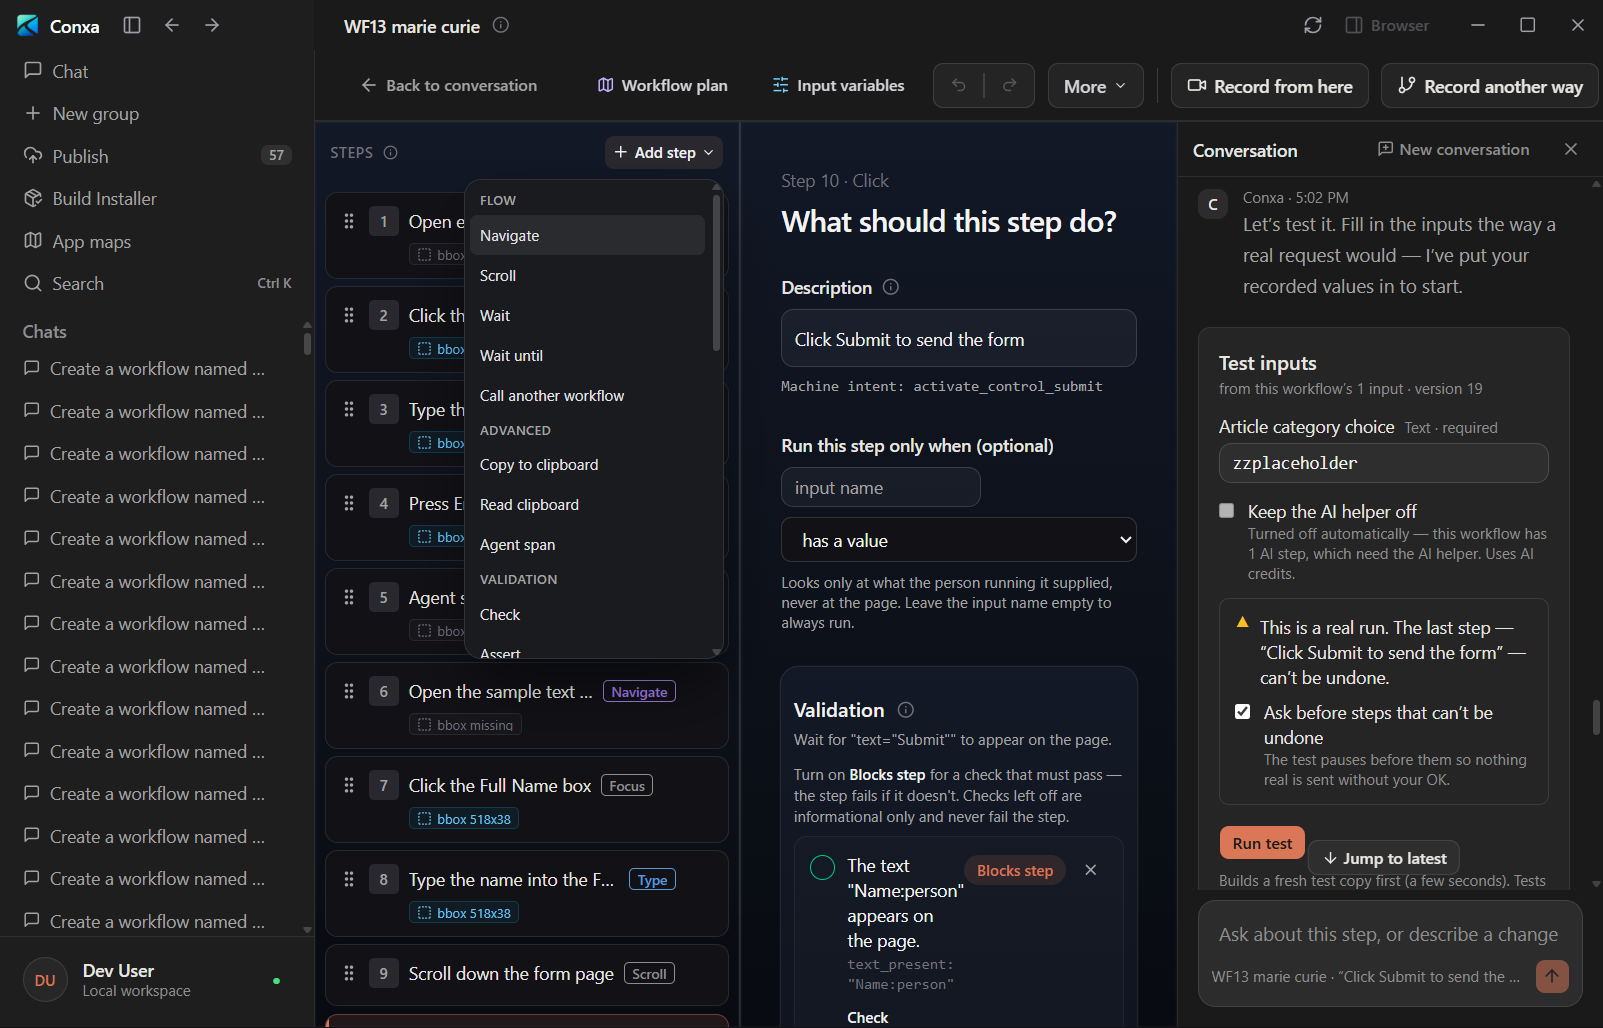 Conxa
WF13 marie curie
Browser
Chat
New group
Publish
57
Build Installer
App maps
Search
Ctrl K
Chats
Create a workflow named ...
Create a workflow named ...
Create a workflow named ...
Create a workflow named ...
Create a workflow named ...
Create a workflow named ...
Create a workflow named ...
Create a workflow named ...
Create a workflow named ...
Create a workflow named ...
Create a workflow named ...
Create a workflow named ...
Create a workflow named ...
Create a workflow named ...
DU
Dev User
Local workspace
Back to conversation
Workflow plan
Input variables
More
Record from here
Record another way
STEPS
Add step
1
Open e
bbox
2
Click th
bbox
3
Type th
bbox
4
Press E
bbox
5
Agent s
bbox
6
Open the sample text ...
Navigate
bbox missing
7
Click the Full Name box
Focus
bbox 518x38
8
Type the name into the F...
Type
bbox 518x38
9
Scroll down the form page
Scroll
FLOW
Navigate
Scroll
Wait
Wait until
Call another workflow
ADVANCED
Copy to clipboard
Read clipboard
Agent span
VALIDATION
Check
Assert
Step 10 · Click
What should this step do?
Description
Click Submit to send the form
Machine intent: activate_control_submit
Run this step only when (optional)
input name
has a value
Looks only at what the person running it supplied,
never at the page. Leave the input name empty to
always run.
Validation
Wait for "text="Submit"" to appear on the page.
Turn on Blocks step for a check that must pass —
the step fails if it doesn't. Checks left off are
informational only and never fail the step.
The text
"Name:person"
appears on
the page.
Blocks step
text_present:
"Name:person"
Check
Conversation
New conversation
C
Conxa · 5:02 PM
Let's test it. Fill in the inputs the way a
real request would — I've put your
recorded values in to start.
Test inputs
from this workflow's 1 input · version 19
Article category choice Text · required
zzplaceholder
Keep the AI helper off
Turned off automatically — this workflow has
1 AI step, which need the AI helper. Uses AI
credits.
This is a real run. The last step —
“Click Submit to send the form” —
can't be undone.
Ask before steps that can't be
undone
The test pauses before them so nothing
real is sent without your OK.
Run test
Jump to latest
Builds a fresh test copy first (a few seconds). Tests
Ask about this step, or describe a change
WF13 marie curie · “Click Submit to send the ...